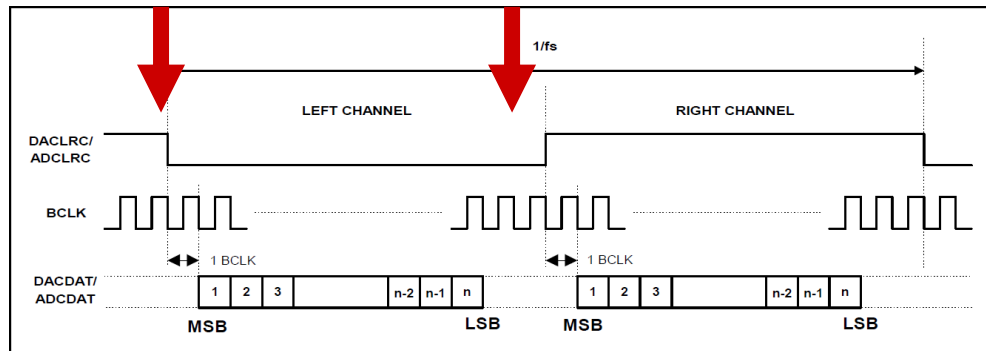 1/fs
LEFT CHANNEL
RIGHT CHANNEL
DACLRC/
ADCLRC
BCLK
1 BCLK
1 BCLK
DACDAT/
ADCDAT
1 2 3 n-2 n-1 n
1 2 3 n-2 n-1 n
MSB
LSB
MSB
LSB